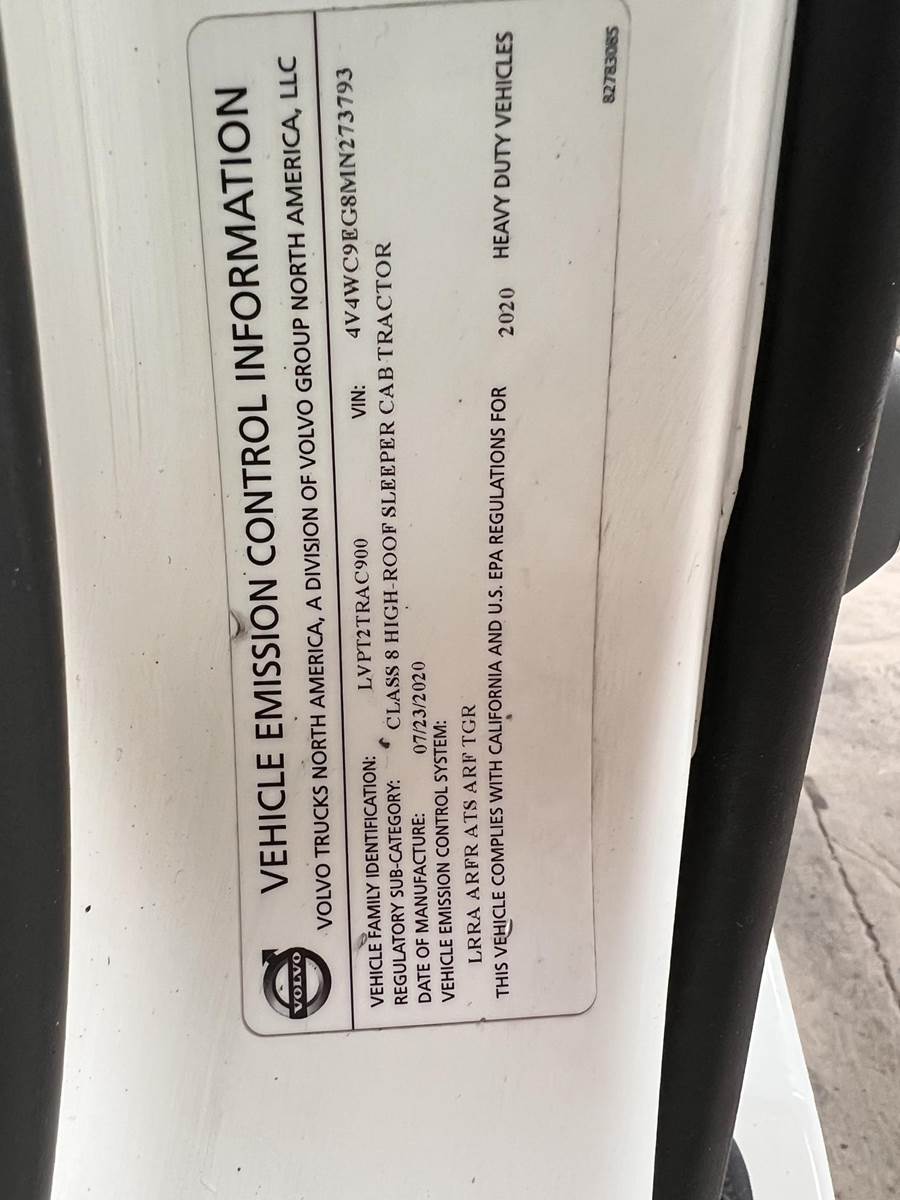 VOLVO
VEHICLE EMISSION CONTROL INFORMATION
VOLVO TRUCKS NORTH AMERICA, A DIVISION OF VOLVO GROUP NORTH AMERICA, LLC
VEHICLE FAMILY IDENTIFICATION: LVPT2TRAC900 VIN: 4V4WC9EG8MN273793
REGULATORY SUB-CATEGORY: CLASS 8 HIGH-ROOF SLEEPER CAB TRACTOR
DATE OF MANUFACTURE: 07/23/2020
VEHICLE EMISSION CONTROL SYSTEM:
LRRA ARFR ATS ARF TGR
THIS VEHICLE COMPLIES WITH CALIFORNIA AND U.S. EPA REGULATIONS FOR 2020 HEAVY DUTY VEHICLES
82783085